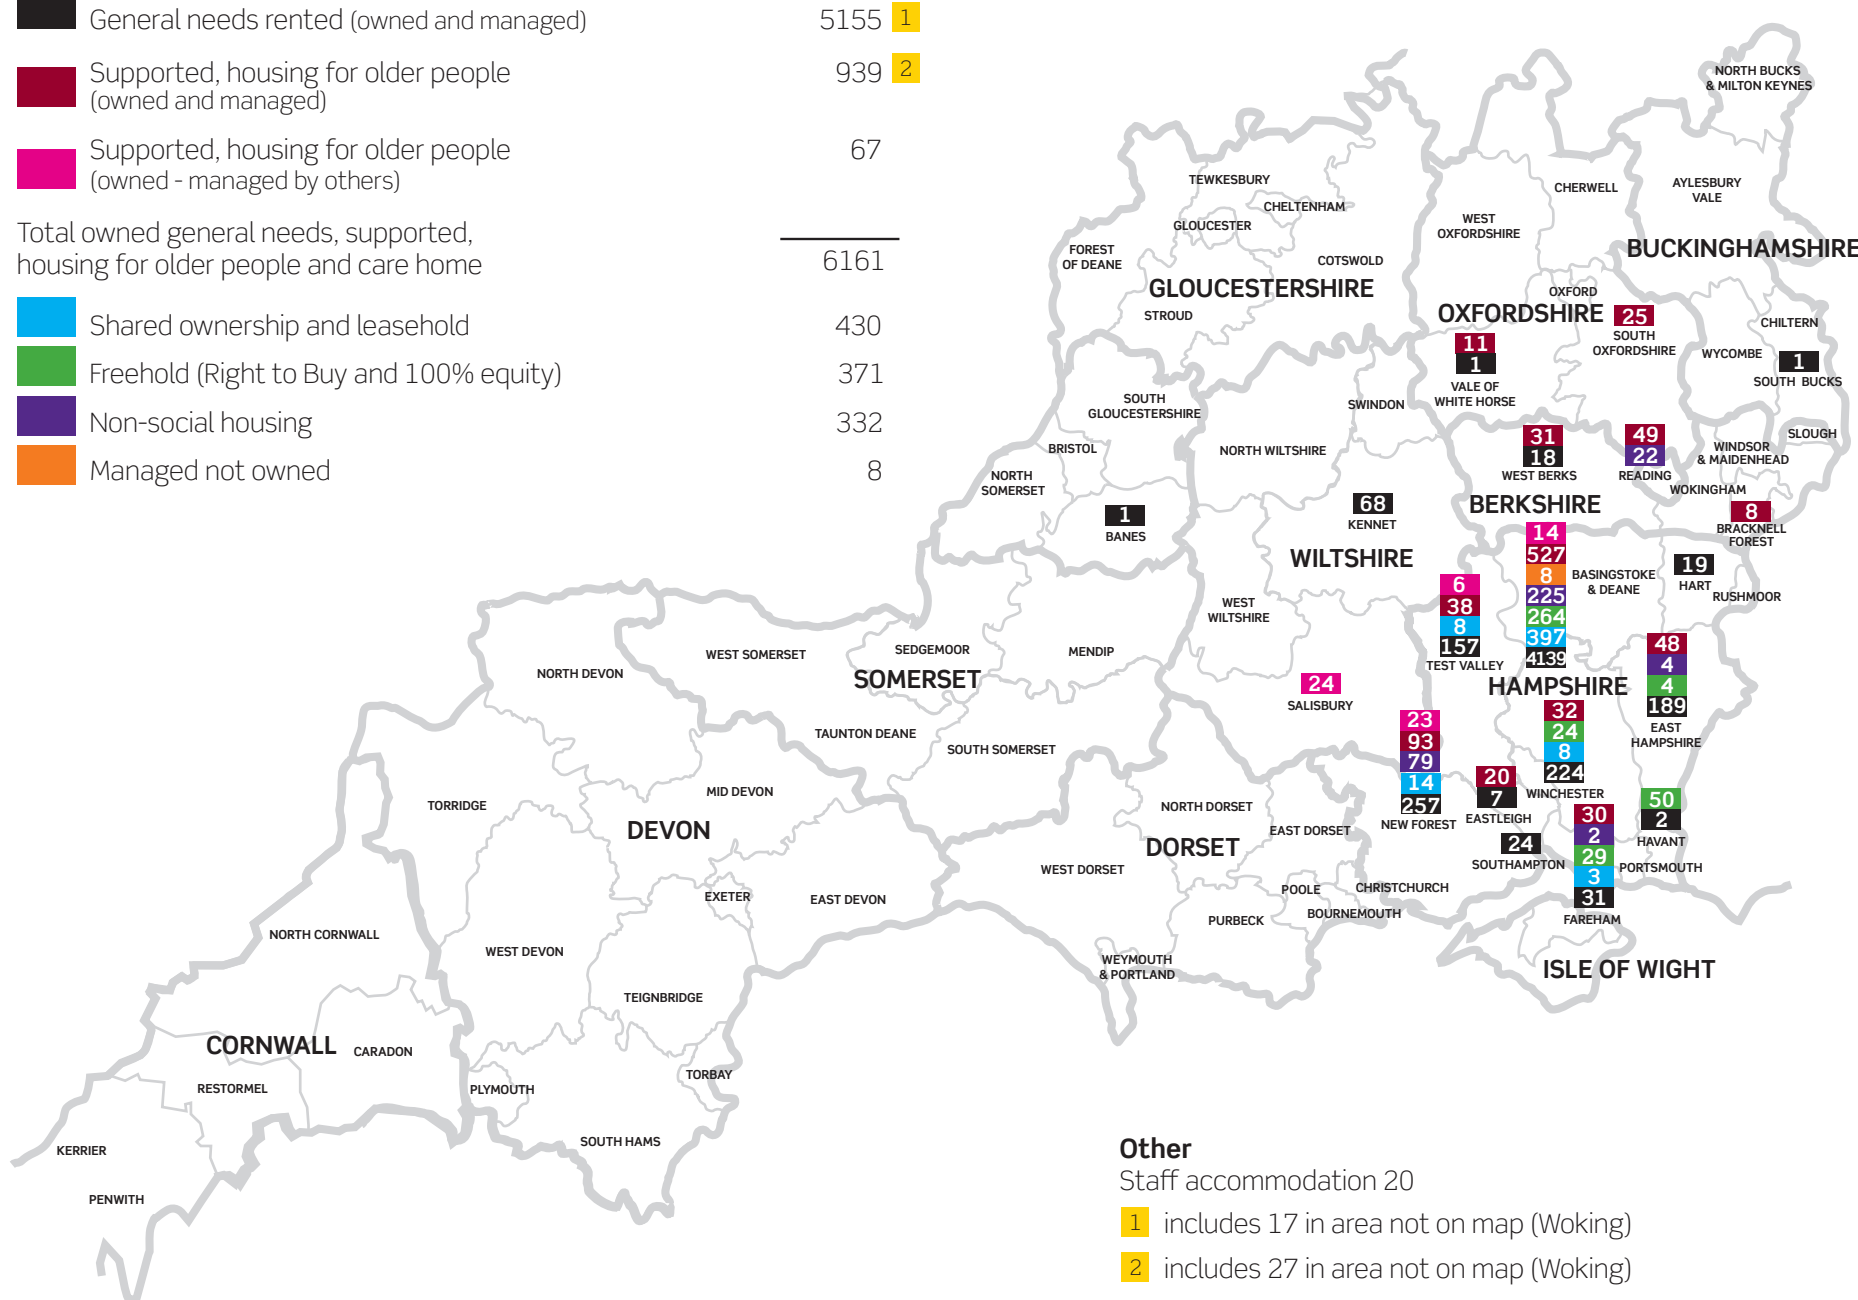 General needs rented (owned and managed) 5155 1
Supported, housing for older people 939 2
(owned and managed)
Supported, housing for older people 67
(owned - managed by others)
Total owned general needs, supported,
housing for older people and care home 6161
Shared ownership and leasehold 430
Freehold (Right to Buy and 100% equity) 371
Non-social housing 332
Managed not owned 8
NORTH BUCKS
& MILTON KEYNES
TEWKESBURY
CHELTENHAM
GLOUCESTER
FOREST
OF DEANE
COTSWOLD
GLOUCESTERSHIRE
STROUD
CHERWELL
AYLESBURY
VALE
WEST
OXFORDSHIRE
BUCKINGHAMSHIRE
OXFORD
OXFORDSHIRE
25
SOUTH
OXFORDSHIRE
11
1
VALE OF
WHITE HORSE
CHILTERN
WYCOMBE
1
SOUTH BUCKS
SOUTH
GLOUCESTERSHIRE
SWINDON
BRISTOL
NORTH WILTSHIRE
NORTH
SOMERSET
1
BANES
68
KENNET
WILTSHIRE
31
18
WEST BERKS
49
22
READING
SLOUGH
WINDSOR
& MAIDENHEAD
WOKINGHAM
BERKSHIRE
8
BRACKNELL
FOREST
14
527
8
225
264
397
4139
BASINGSTOKE
& DEANE
19
HART
RUSHMOOR
6
38
8
157
TEST VALLEY
HAMPSHIRE
48
4
4
189
EAST
HAMPSHIRE
WEST
WILTSHIRE
24
SALISBURY
NORTH DEVON
WEST SOMERSET
SEDGEMOOR
SOMERSET
MENDIP
TAUNTON DEANE
SOUTH SOMERSET
23
93
79
14
257
NEW FOREST
32
24
8
224
WINCHESTER
20
7
EASTLEIGH
24
SOUTHAMPTON
30
2
29
3
31
FAREHAM
50
2
HAVANT
PORTSMOUTH
TORRIDGE
MID DEVON
DEVON
NORTH DORSET
EAST DORSET
DORSET
WEST DORSET
POOLE
CHRISTCHURCH
BOURNEMOUTH
PURBECK
WEYMOUTH
& PORTLAND
ISLE OF WIGHT
EXETER
EAST DEVON
NORTH CORNWALL
WEST DEVON
TEIGNBRIDGE
CORNWALL
CARADON
RESTORMEL
PLYMOUTH
TORBAY
SOUTH HAMS
KERRIER
PENWITH
Other
Staff accommodation 20
1 includes 17 in area not on map (Woking)
2 includes 27 in area not on map (Woking)